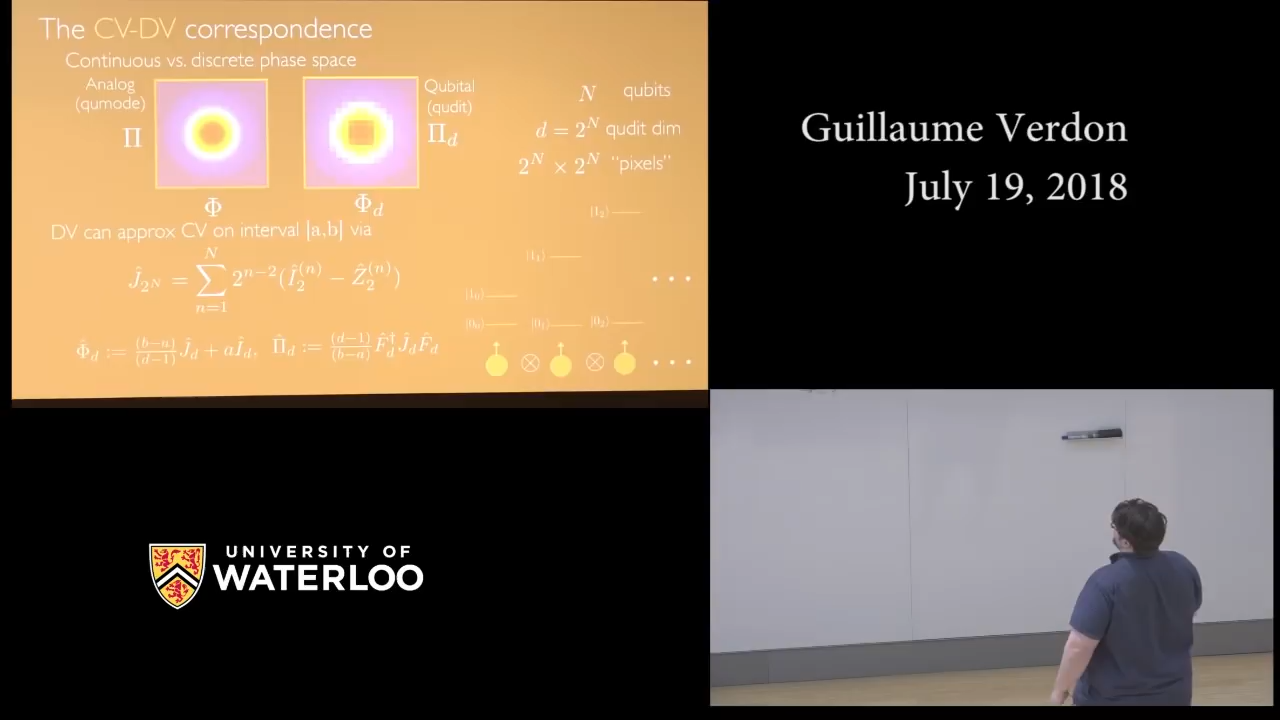 The CV-DV correspondence
Continuous vs. discrete phase space
Analog
(qumode)
Π
Φ
Qubital
(qudit)
Π_d
Φ_d
N qubits
d = 2^N qudit dim
2^N × 2^N "pixels"
DV can approx CV on interval [a,b] via
Ĵ_{2^N} = ∑_{n=1}^{N} 2^{n-2}(Î_2^{(n)} − Ẑ_2^{(n)})
Φ̂_d := \frac{(b-a)}{(d-1)} Ĵ_d + aÎ_d, Π̂_d := \frac{(d-1)}{(b-a)} F̂_d^† Ĵ_d F̂_d
|1_2⟩
|1_1⟩
|1_0⟩
|0_0⟩ |0_1⟩ |0_2⟩
⊗ ⊗ • • •
• • •
Guillaume Verdon
July 19, 2018
UNIVERSITY OF
WATERLOO